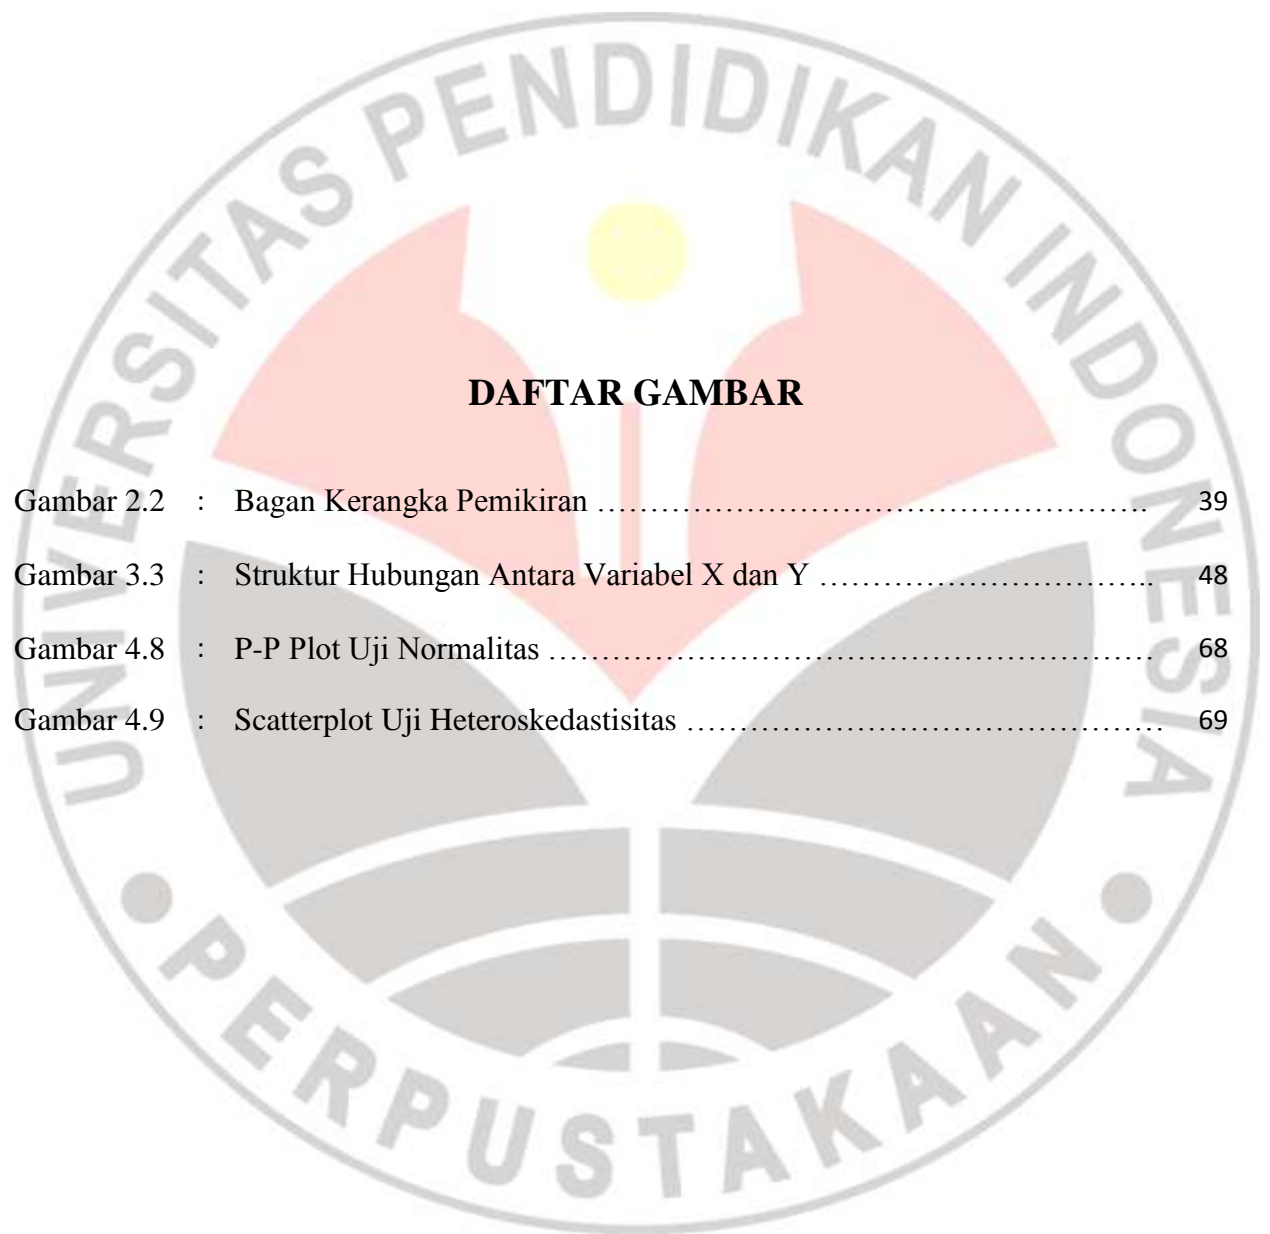 UNIVERSITAS PENDIDIKAN INDONESIA
DAFTAR GAMBAR
Gambar 2.2 : Bagan Kerangka Pemikiran …………………………………………….. 39
Gambar 3.3 : Struktur Hubungan Antara Variabel X dan Y ………….……………….. 48
Gambar 4.8 : P-P Plot Uji Normalitas ………………………………………………… 68
Gambar 4.9 : Scatterplot Uji Heteroskedastisitas ……………………………………… 69
PERPUSTAKAAN